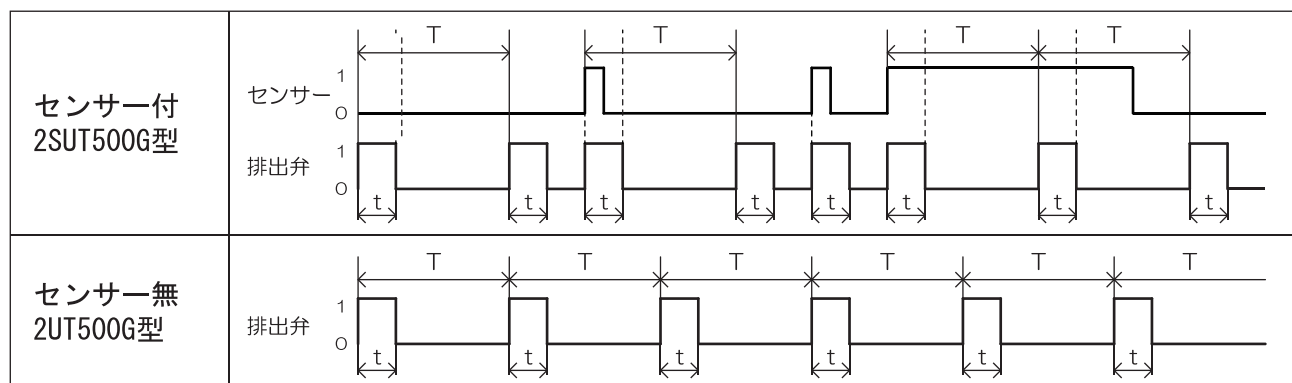 センサー付
2SUT500G型
T T T T
センサー 1
0
排出弁 1
0
t t t t t t t t
センサー無
2UT500G型
T T T T T T
排出弁 1
0
t t t t t t